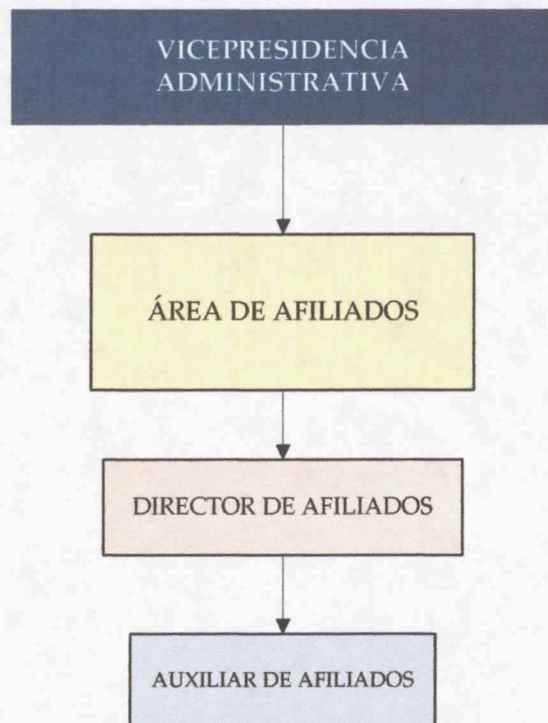 VICEPRESIDENCIA
ADMINISTRATIVA
ÁREA DE AFILIADOS
DIRECTOR DE AFILIADOS
AUXILIAR DE AFILIADOS